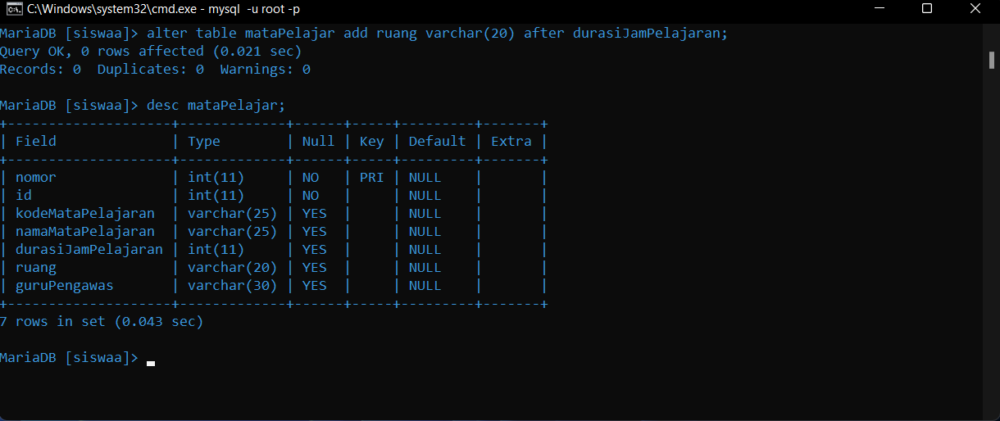 C:\Windows\system32\cmd.exe - mysql  -u root -p
MariaDB [siswaa]> alter table mataPelajar add ruang varchar(20) after durasiJamPelajaran;
Query OK, 0 rows affected (0.021 sec)
Records: 0  Duplicates: 0  Warnings: 0
MariaDB [siswaa]> desc mataPelajar;
+--------------------+-------------+------+-----+---------+-------+
| Field              | Type        | Null | Key | Default | Extra |
+--------------------+-------------+------+-----+---------+-------+
| nomor              | int(11)     | NO   | PRI | NULL    |       |
| id                 | int(11)     | NO   |     | NULL    |       |
| kodeMataPelajaran  | varchar(25) | YES  |     | NULL    |       |
| namaMataPelajaran  | varchar(25) | YES  |     | NULL    |       |
| durasiJamPelajaran | int(11)     | YES  |     | NULL    |       |
| ruang              | varchar(20) | YES  |     | NULL    |       |
| guruPengawas       | varchar(30) | YES  |     | NULL    |       |
+--------------------+-------------+------+-----+---------+-------+
7 rows in set (0.043 sec)
MariaDB [siswaa]>